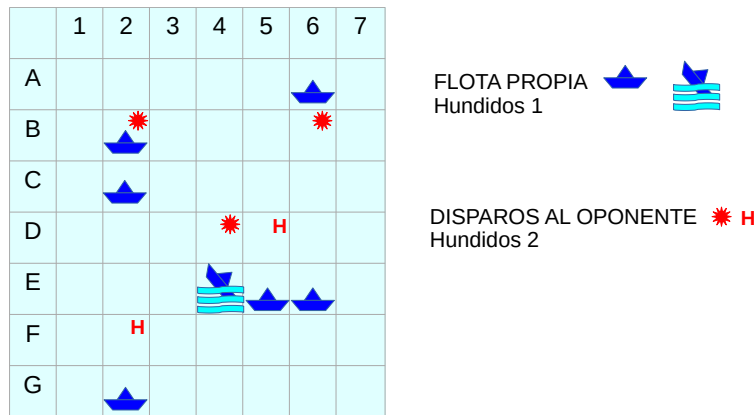 1 2 3 4 5 6 7
A
B
C
D H
E
F H
G
FLOTA PROPIA
Hundidos 1
DISPAROS AL OPONENTE H
Hundidos 2